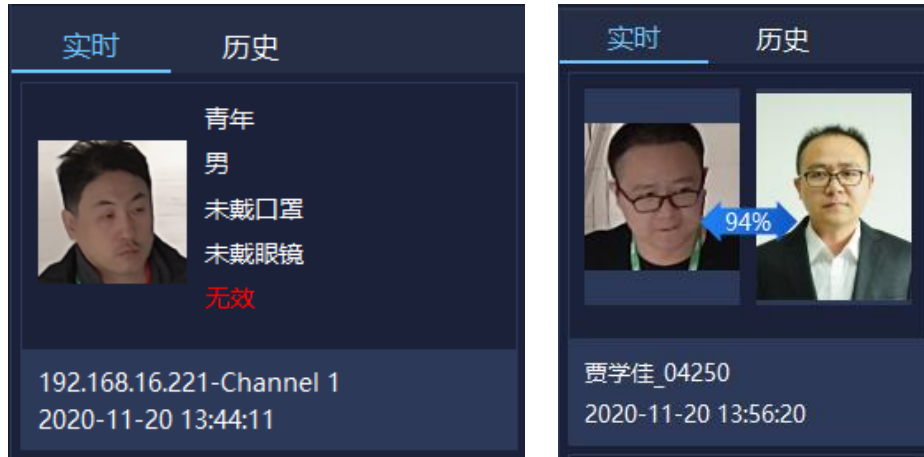 实时 历史
青年
男
未戴口罩
未戴眼镜
无效
192.168.16.221-Channel 1
2020-11-20 13:44:11
实时 历史
94%
贾学佳_04250
2020-11-20 13:56:20